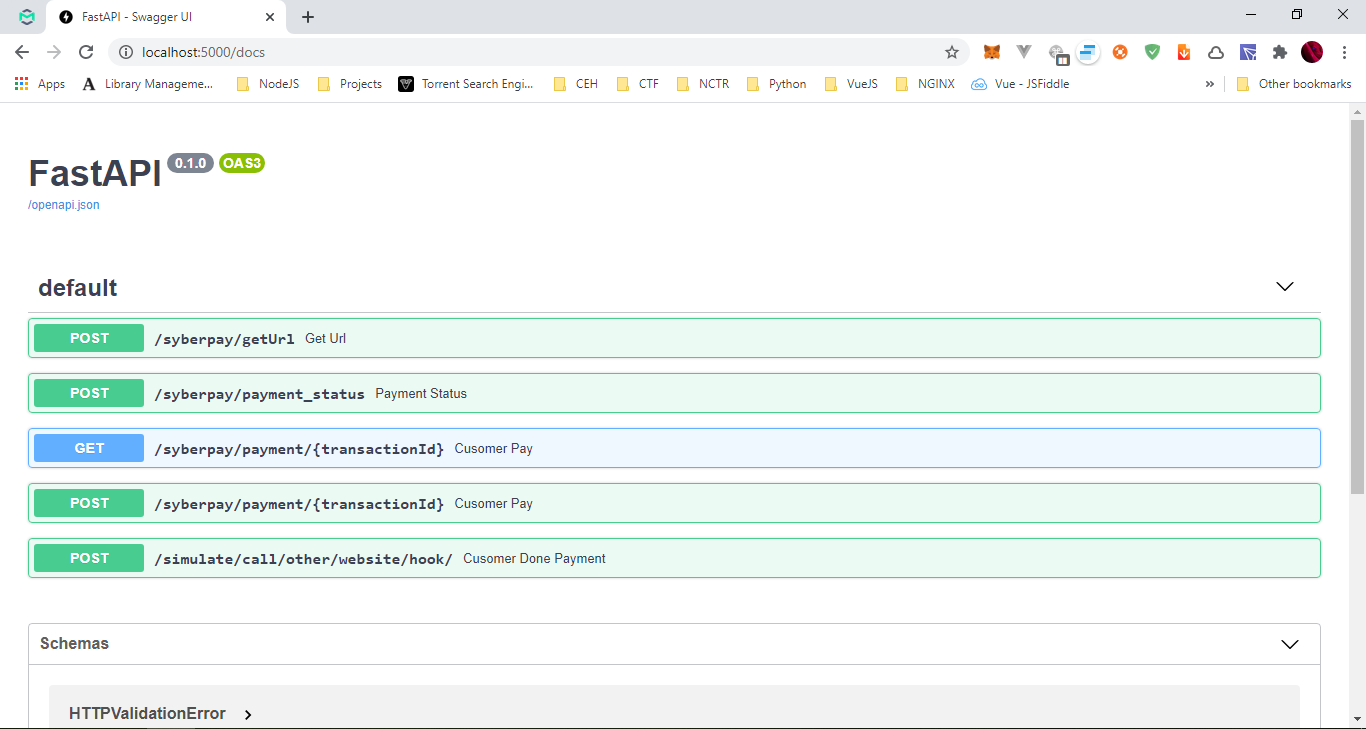 FastAPI - Swagger UI
localhost:5000/docs
Apps A Library Manageme... NodeJS Projects Torrent Search Engi... CEH CTF NCTR Python VueJS NGINX Vue - JSFiddle » Other bookmarks
FastAPI 0.1.0 OAS3
/openapi.json
default
POST /syberpay/getUrl Get Url
POST /syberpay/payment_status Payment Status
GET /syberpay/payment/{transactionId} Cusomer Pay
POST /syberpay/payment/{transactionId} Cusomer Pay
POST /simulate/call/other/website/hook/ Cusomer Done Payment
Schemas
HTTPValidationError